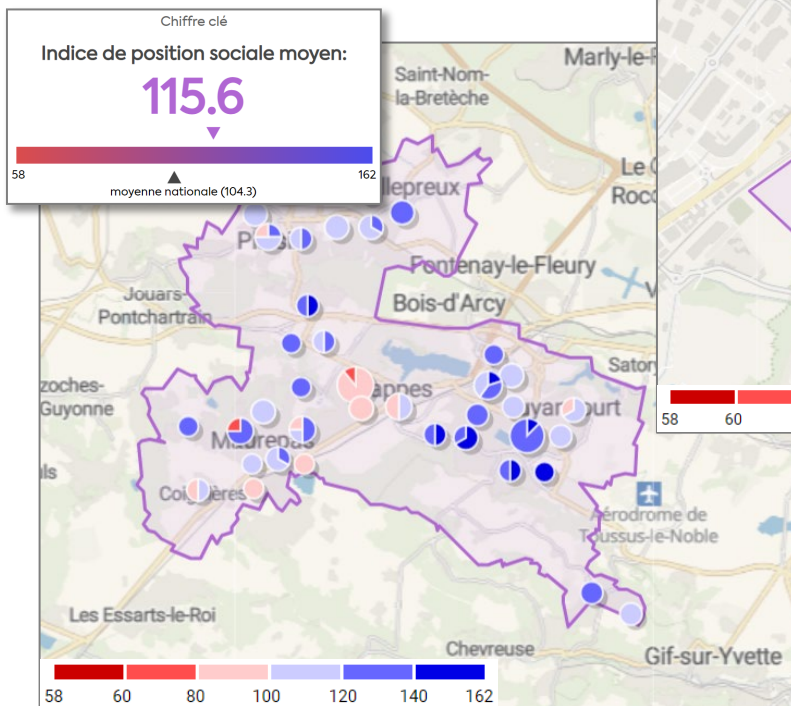 Chiffre clé
Indice de position sociale moyen:
115.6
58
162
moyenne nationale (104.3)
Marly-le-
Saint-Nom-
la-Bretèche
llepreux
Fontenay-le-Fleury
Jouars-
Pontchartrain
Bois-d'Arcy
Satory
zoches-
Guyonne
appes
uyancourt
Maurepas
Coignières
Aérodrome de
Toussus-le-Noble
Les Essarts-le-Roi
Chevreuse
Gif-sur-Yvette
58 60 80 100 120 140 162
58 60